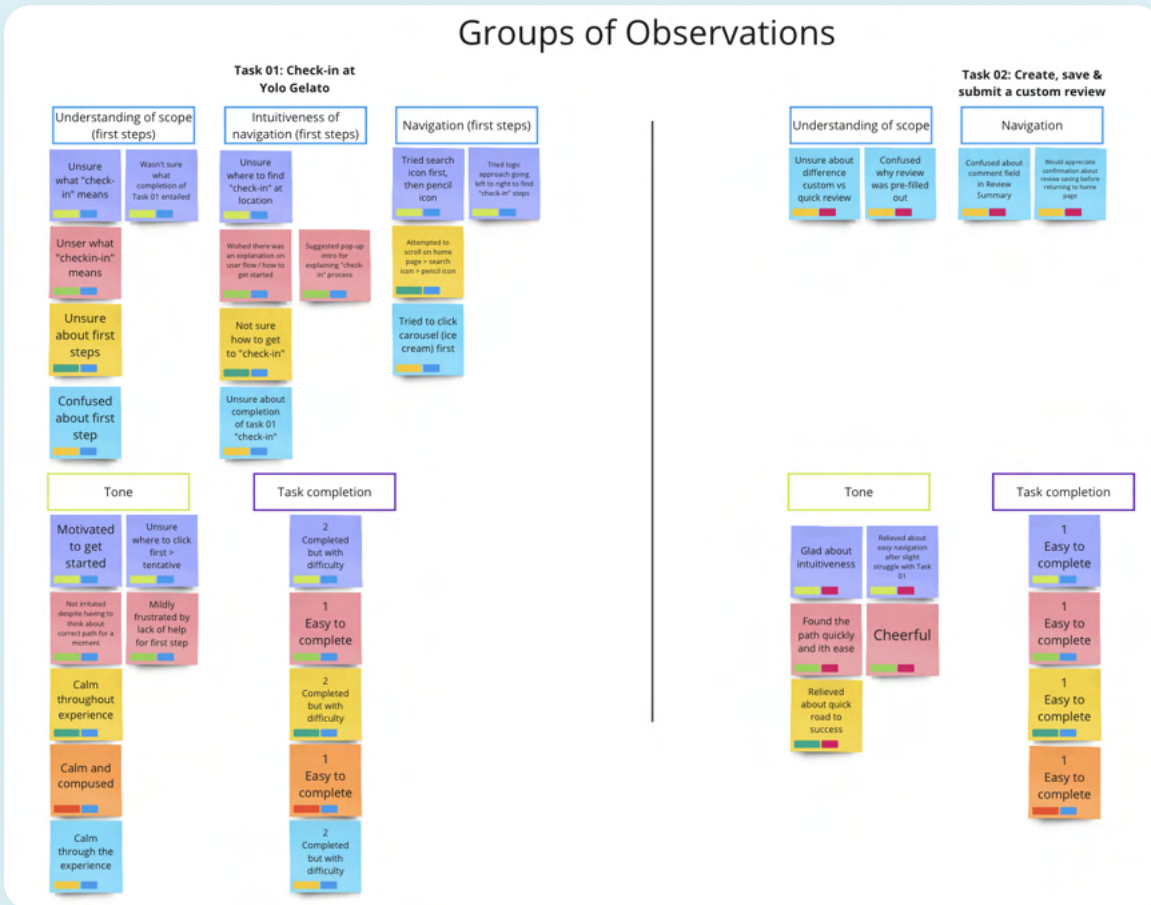 Groups of Observations
Task 01: Check-in at
Yolo Gelato
Understanding of scope
(first steps)
Intuitiveness of
navigation (first steps)
Navigation (first steps)
Unsure
what "check-
in" means
Wasn't sure
what
completion of
Task 01 entailed
Unsure
where to find
"check-in" at
location
Tried search
icon first,
then pencil
icon
Tried logic
approach going
left to right to find
"check in" steps
Unser what
"checkin-in"
means
Wished there was
an explanation on
user flow / how to
get started
Suggested pop-up
intro for
explaining "check-
in" process
Attempted to
scroll on home
page > search
icon > pencil icon
Unsure
about first
steps
Not sure
how to get
to "check-in"
Tried to click
carousel (ice
cream) first
Confused
about first
step
Unsure about
completion
of task 01
"check-in"
Tone
Task completion
Motivated
to get
started
Unsure
where to click
first >
tentative
2
Completed
but with
difficulty
Not irritated
despite having to
think about
correct path for a
moment
Mildly
frustrated by
lack of help
for first step
1
Easy to
complete
Calm
throughout
experience
2
Completed
but with
difficulty
Calm and
compused
1
Easy to
complete
Calm
through the
experience
2
Completed
but with
difficulty
Task 02: Create, save &
submit a custom review
Understanding of scope
Navigation
Unsure about
difference
custom vs
quick review
Confused
why review
was pre-filled
out
Confused about
comment field
in Review
Summary
Would appreciate
confirmation about
review saving before
returning to home
page
Tone
Task completion
Glad about
intuitiveness
Relieved about
easy navigation
after slight
struggle with Task
01
1
Easy to
complete
Found the
path quickly
and ith ease
Cheerful
1
Easy to
complete
Relieved
about quick
road to
success
1
Easy to
complete
1
Easy to
complete